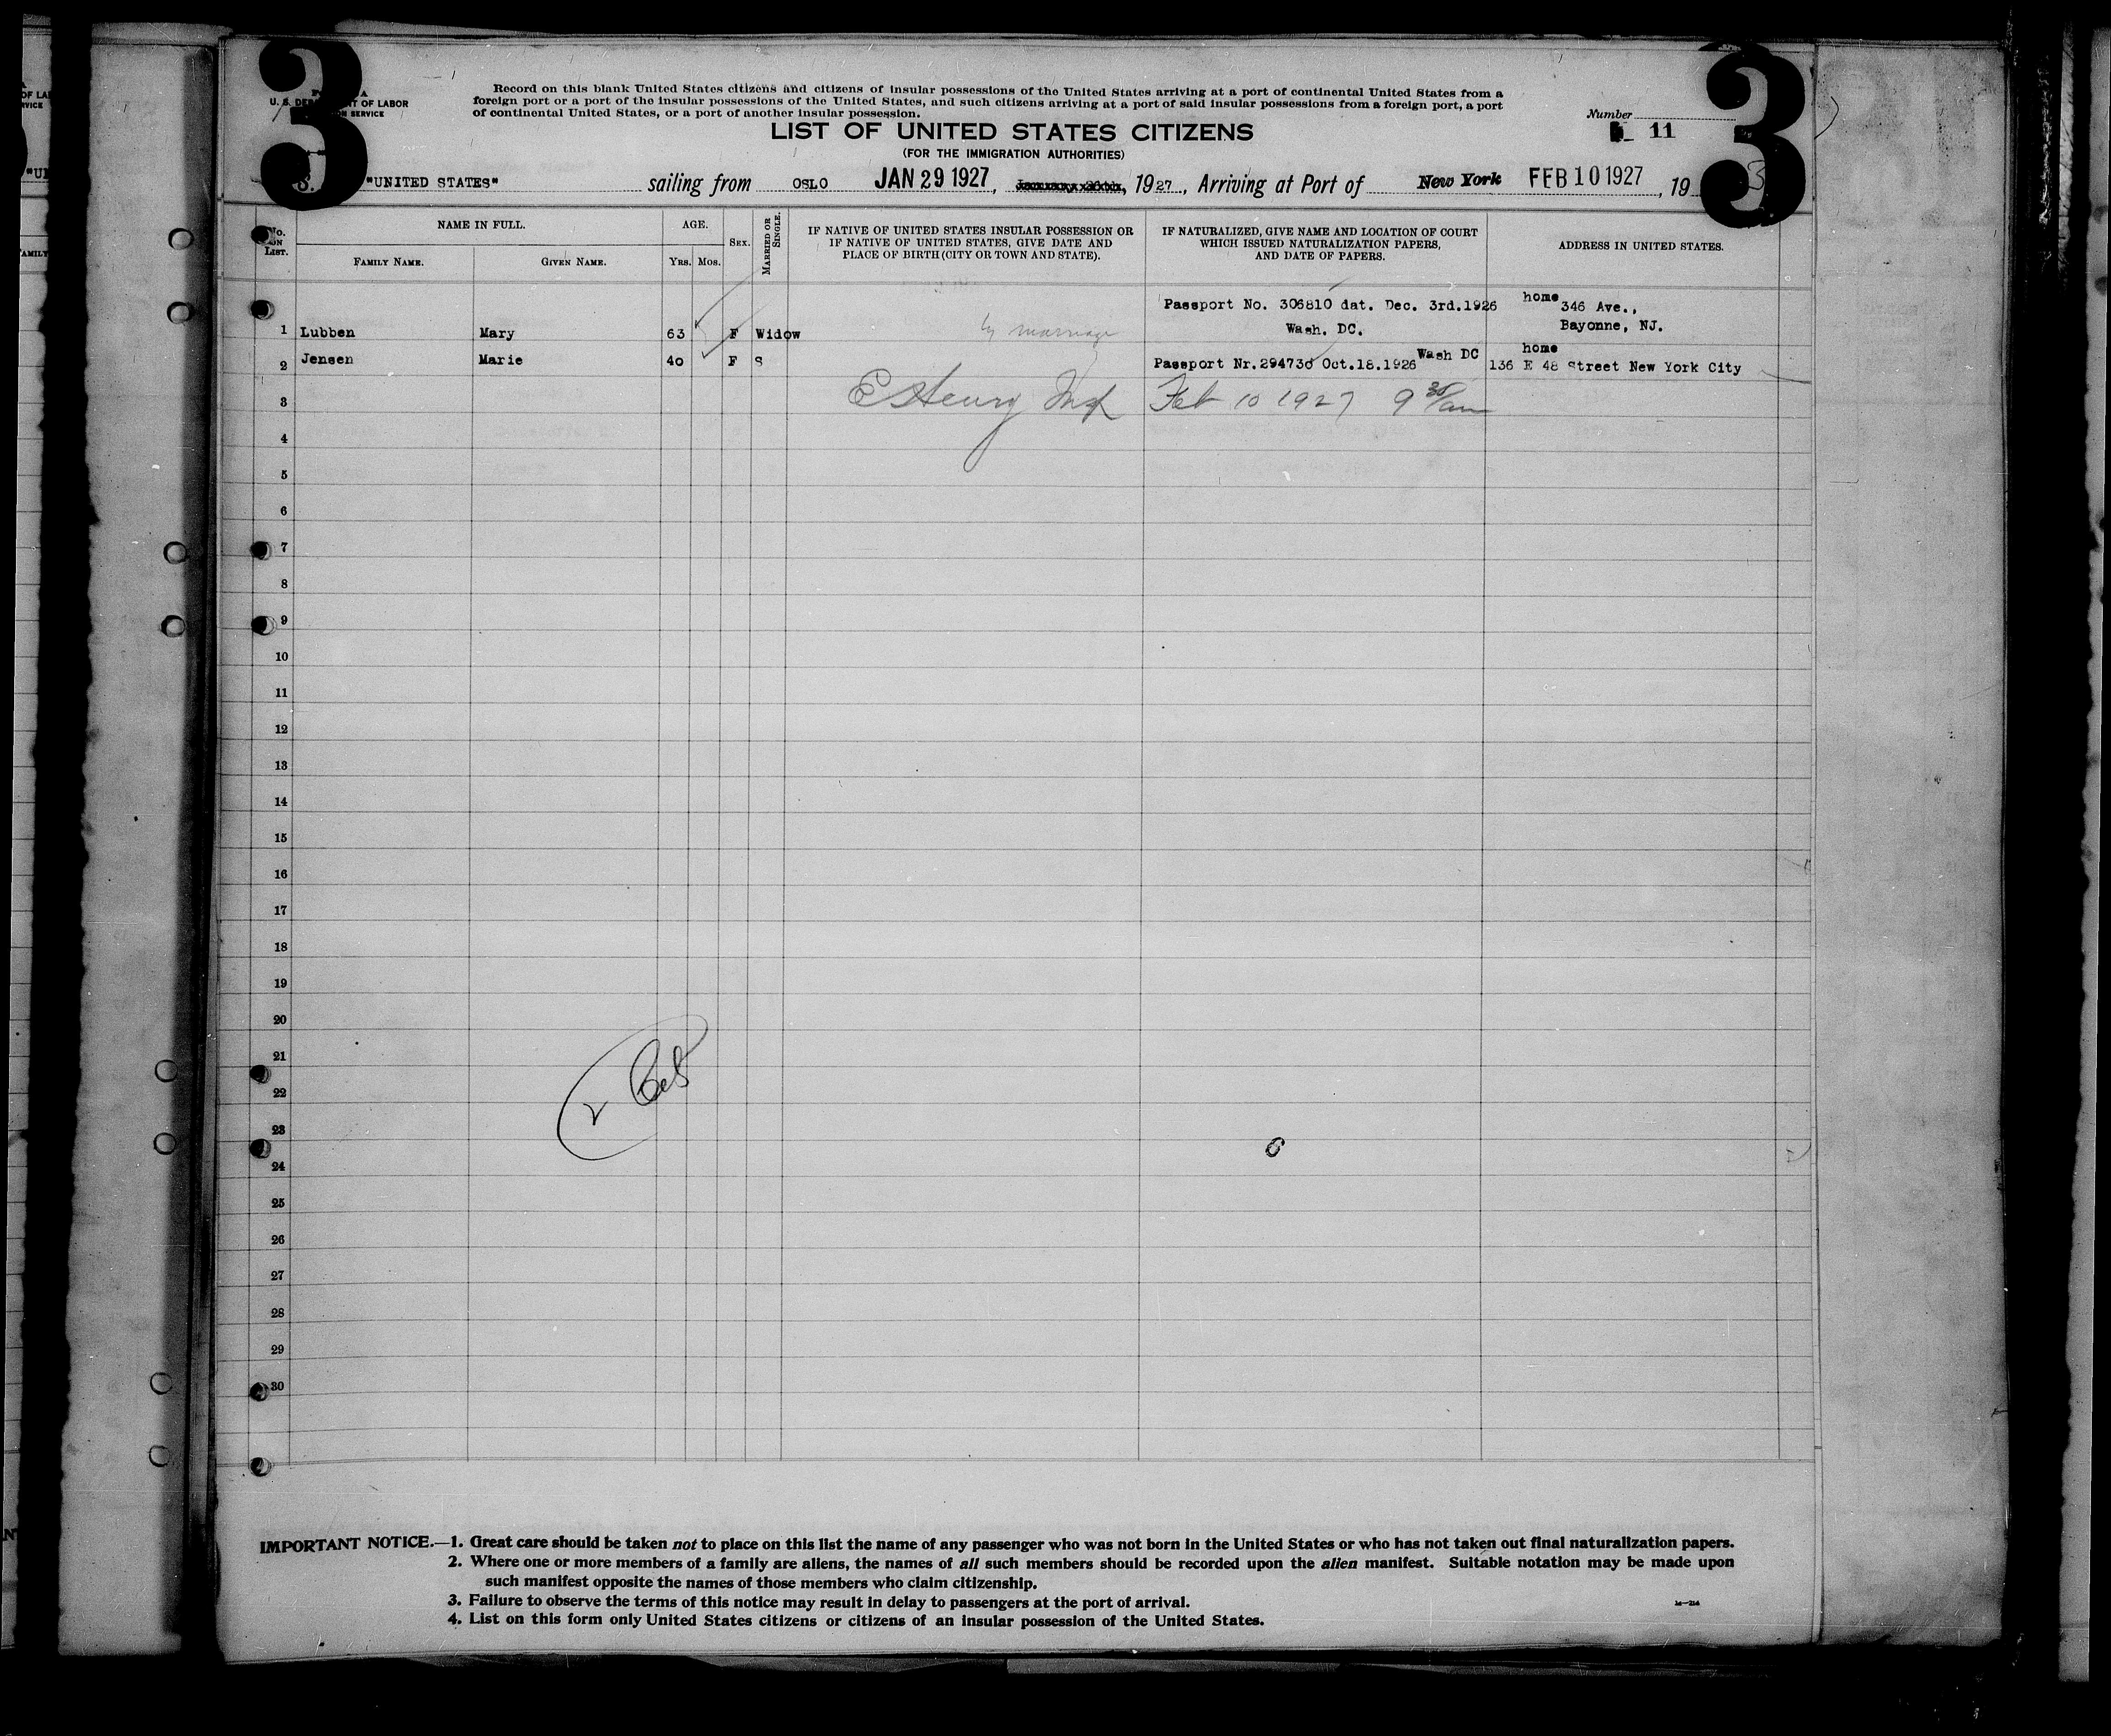 3
3
U. S. DEPARTMENT OF LABOR
SERVICE
Record on this blank United States citizens and citizens of insular possessions of the United States arriving at a port of continental United States from a
foreign port or a port of the insular possessions of the United States, and such citizens arriving at a port of said insular possessions from a foreign port, a port
of continental United States, or a port of another insular possession.
Number
11
LIST OF UNITED STATES CITIZENS
(FOR THE IMMIGRATION AUTHORITIES)
S. "UNITED STATES" sailing from OSLO JAN 29 1927, 1927, Arriving at Port of New York FEB 10 1927, 19 3
No. on List.
NAME IN FULL.
AGE.
Sex.
Married or Single.
IF NATIVE OF UNITED STATES INSULAR POSSESSION OR
IF NATIVE OF UNITED STATES, GIVE DATE AND
PLACE OF BIRTH (CITY OR TOWN AND STATE).
IF NATURALIZED, GIVE NAME AND LOCATION OF COURT
WHICH ISSUED NATURALIZATION PAPERS,
AND DATE OF PAPERS.
ADDRESS IN UNITED STATES.
Family Name. Given Name. Yrs. Mos.
Passport No. 306810 dat. Dec. 3rd.1926 home 346 Ave.,
1 Lubben Mary 63 F Widow by marriage Wash. DC. Bayonne, NJ.
2 Jensen Marie 40 F S Passport Nr.294730 Oct.18.1926 Wash DC home 136 E 48 Street New York City
3 Feb 10 1927 9 30/am
4
5
6
7
8
9
10
11
12
13
14
15
16
17
18
19
20
21
22
23
24
25
26
27
28
29
30
2
6
IMPORTANT NOTICE.—1. Great care should be taken not to place on this list the name of any passenger who was not born in the United States or who has not taken out final naturalization papers.
2. Where one or more members of a family are aliens, the names of all such members should be recorded upon the alien manifest. Suitable notation may be made upon
such manifest opposite the names of those members who claim citizenship.
3. Failure to observe the terms of this notice may result in delay to passengers at the port of arrival.
4. List on this form only United States citizens or citizens of an insular possession of the United States.
14—214